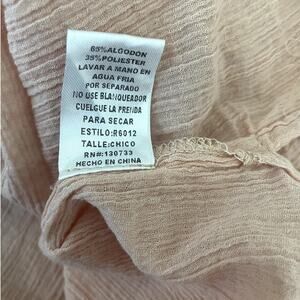 65%ALGODON
35%POLIESTER
LAVAR A MANO EN
AGUA FRIA
POR SEPARADO
NO USE BLANQUEADOR
CUELGUE LA PRENDA
PARA SECAR
ESTILO:R6012
TALLE:CHICO
RN#:130733
HECHO EN CHINA